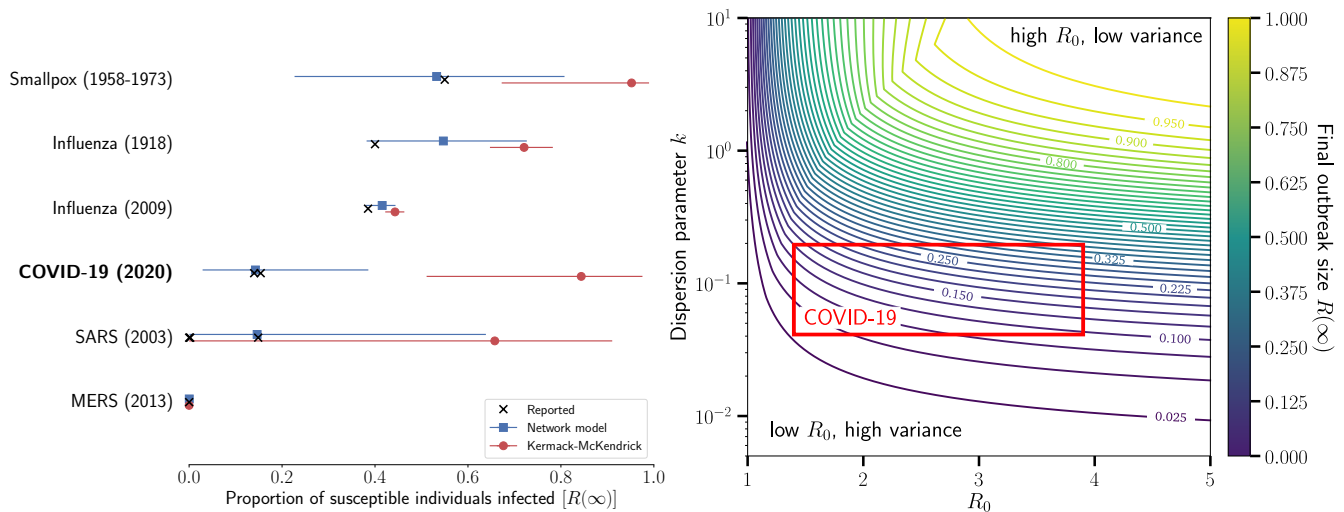 Smallpox (1958-1973)
Influenza (1918)
Influenza (2009)
COVID-19 (2020)
SARS (2003)
MERS (2013)
Reported
Network model
Kermack-McKendrick
0.0 0.2 0.4 0.6 0.8 1.0
Proportion of susceptible individuals infected [R(∞)]
Dispersion parameter k
10¹
10⁰
10⁻¹
10⁻²
high R₀, low variance
0.950
0.900
0.800
0.500
0.325
0.250
0.225
0.150
0.100
0.025
COVID-19
low R₀, high variance
1 2 3 4 5
R₀
1.000
0.875
0.750
0.625
0.500
0.375
0.250
0.125
0.000
Final outbreak size R(∞)